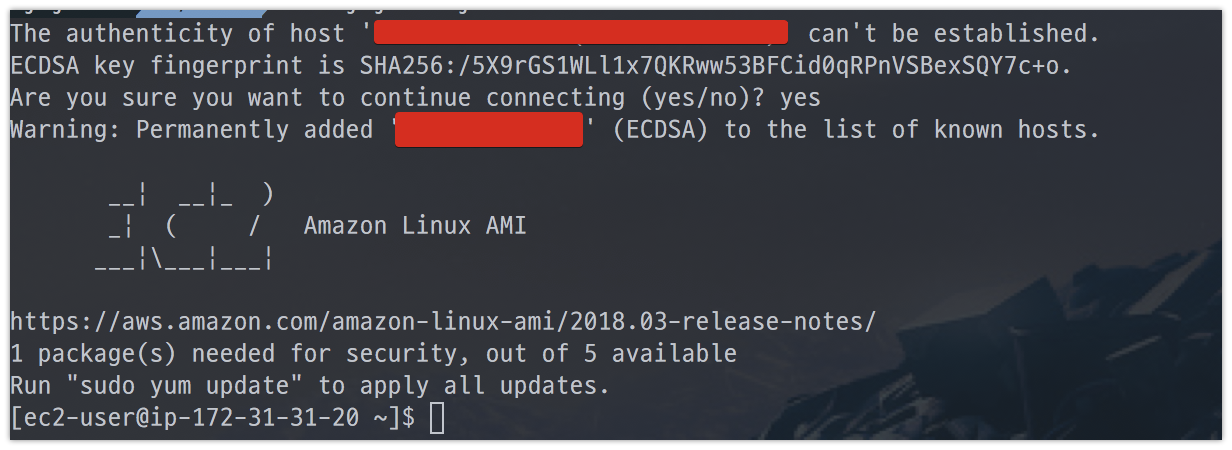 The authenticity of host ' can't be established.
ECDSA key fingerprint is SHA256:/5X9rGS1WLl1x7QKRww53BFCid0qRPnVSBexSQY7c+o.
Are you sure you want to continue connecting (yes/no)? yes
Warning: Permanently added '' (ECDSA) to the list of known hosts.
__|  __|_  )
_|  (     /   Amazon Linux AMI
___|\___|___|
https://aws.amazon.com/amazon-linux-ami/2018.03-release-notes/
1 package(s) needed for security, out of 5 available
Run "sudo yum update" to apply all updates.
[ec2-user@ip-172-31-31-20 ~]$